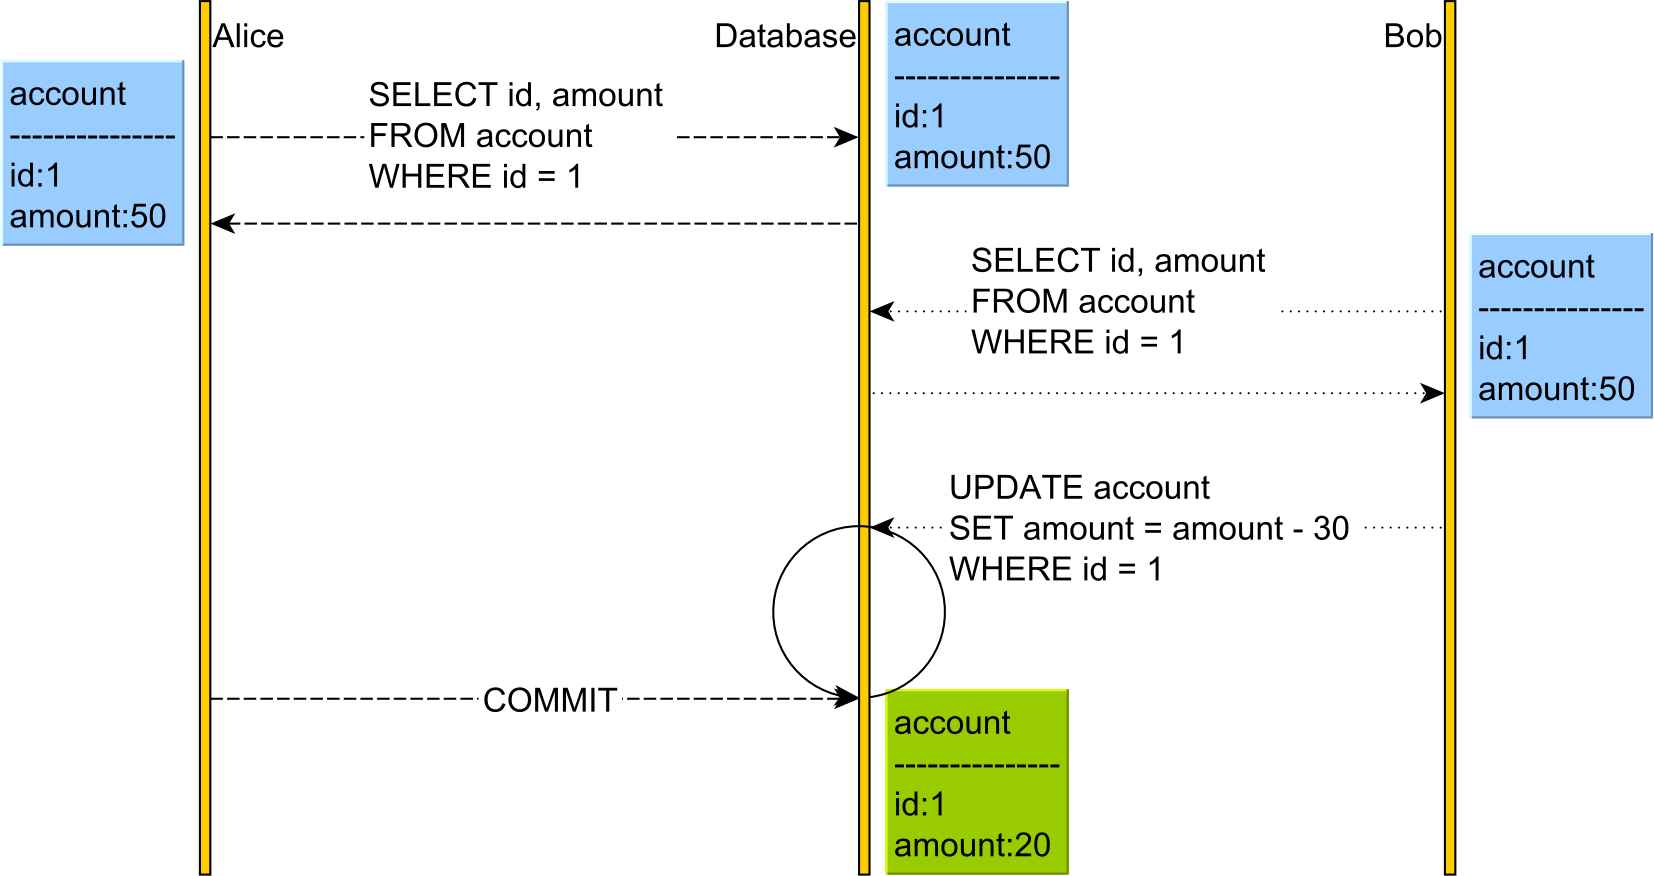 Alice
Database
Bob
account
---------------
id:1
amount:50
account
---------------
id:1
amount:50
SELECT id, amount
FROM account
WHERE id = 1
SELECT id, amount
FROM account
WHERE id = 1
account
---------------
id:1
amount:50
UPDATE account
SET amount = amount - 30
WHERE id = 1
COMMIT
account
---------------
id:1
amount:20